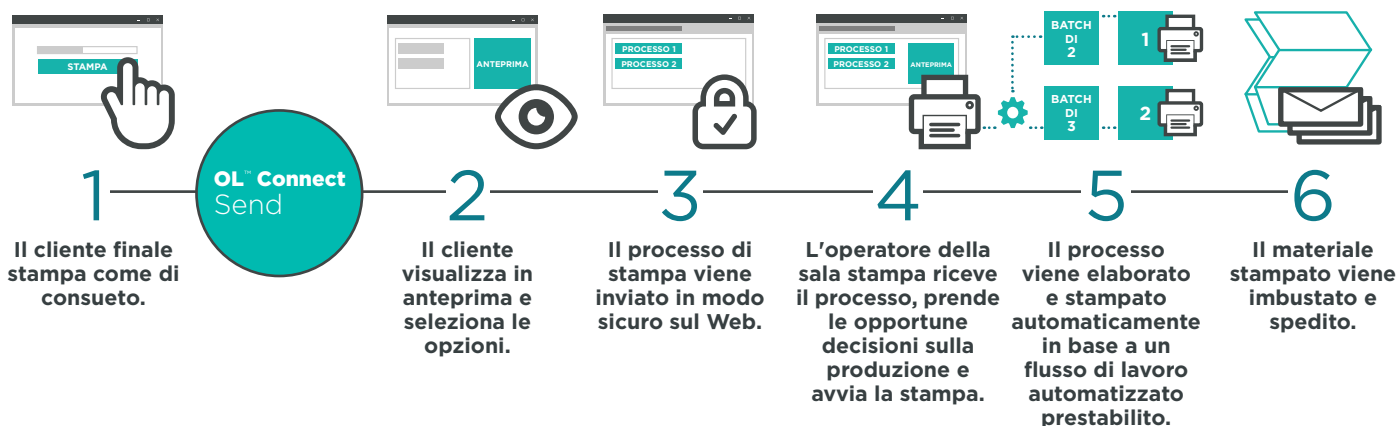 STAMPA
ANTEPRIMA
PROCESSO 1
PROCESSO 2
PROCESSO 1
PROCESSO 2
ANTEPRIMA
BATCH
DI
2
1
BATCH
DI
3
2
1
OL™ Connect
Send
2
3
4
5
6
Il cliente finale
stampa come di
consueto.
Il cliente
visualizza in
anteprima e
seleziona le
opzioni.
Il processo di
stampa viene
inviato in modo
sicuro sul Web.
L'operatore della
sala stampa riceve
il processo, prende
le opportune
decisioni sulla
produzione e
avvia la stampa.
Il processo
viene elaborato
e stampato
automaticamente
in base a un
flusso di lavoro
automatizzato
prestabilito.
Il materiale
stampato viene
imbustato e
spedito.